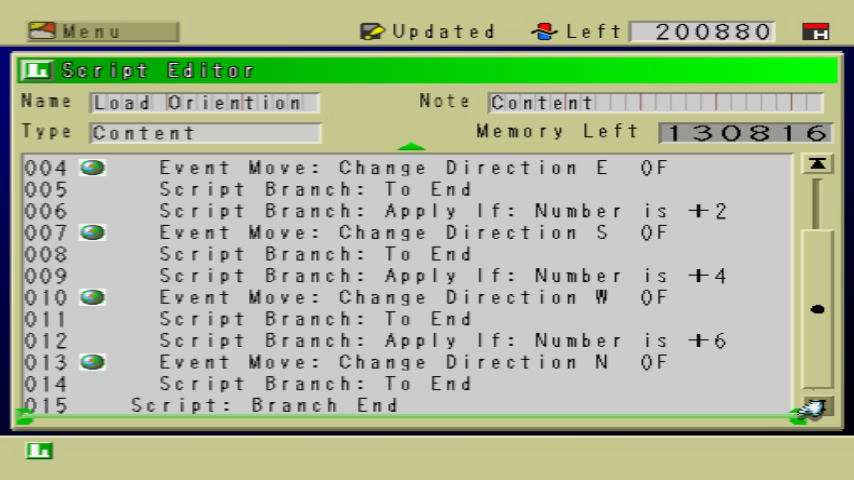 Menu Updated Left 200880 H
Script Editor
Name Load Oriention Note Content
Type Content Memory Left 130816
004 Event Move: Change Direction E 0F
005 Script Branch: To End
006 Script Branch: Apply If: Number is +2
007 Event Move: Change Direction S 0F
008 Script Branch: To End
009 Script Branch: Apply If: Number is +4
010 Event Move: Change Direction W 0F
011 Script Branch: To End
012 Script Branch: Apply If: Number is +6
013 Event Move: Change Direction N 0F
014 Script Branch: To End
015 Script: Branch End